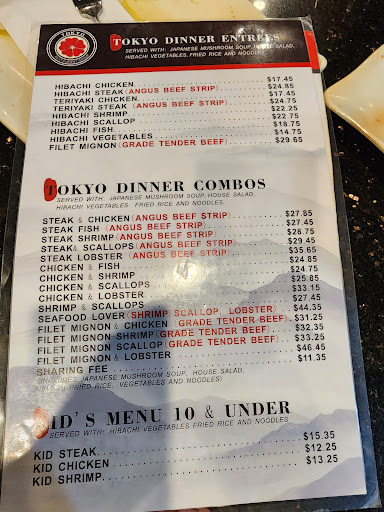 TOKYO
TOKYO DINNER ENTREES
SERVED WITH: JAPANESE MUSHROOM SOUP, HOUSE SALAD,
HIBACHI VEGETABLES, FRIED RICE AND NOODLES
HIBACHI CHICKEN $17.45
HIBACHI STEAK (ANGUS BEEF STRIP) $24.85
TERIYAKI CHICKEN $17.45
TERIYAKI STEAK (ANGUS BEEF STRIP) $24.75
HIBACHI SHRIMP $22.25
HIBACHI SCALLOP $22.75
HIBACHI FISH $18.75
HIBACHI VEGETABLES $14.75
FILET MIGNON (GRADE TENDER BEEF) $29.65
TOKYO DINNER COMBOS
SERVED WITH: JAPANESE MUSHROOM SOUP, HOUSE SALAD,
HIBACHI VEGETABLES FRIED RICE AND NOODLES
STEAK & CHICKEN (ANGUS BEEF STRIP) $27.85
STEAK FISH (ANGUS BEEF STRIP) $27.45
STEAK SHRIMP (ANGUS BEEF STRIP) $28.75
STEAK& SCALLOPS (ANGUS BEEF STRIP) $29.45
STEAK LOBSTER (ANGUS BEEF STRIP) $35.65
CHICKEN & FISH $24.85
CHICKEN & SHRIMP $24.75
CHICKEN & SCALLOPS $25.85
CHICKEN & LOBSTER $33.15
SHRIMP & SCALLOPS $27.45
SEAFOOD LOVER (SHRIMP SCALLOP, LOBSTER) $44.35
FILET MIGNON & CHICKEN (GRADE TENDER BEEF) $31.25
FILET MIGNON SHRIMP (GRADE TENDER BEEF) $32.35
FILET MIGNON SCALLOP (GRADE TENDER BEEF) $33.25
FILET MIGNON & LOBSTER $46.45
SHARING FEE $11.35
(INCLUDES JAPANESE MUSHROOM SOUP, HOUSE SALAD,
RICE, VEGETABLES AND NOODLES)
KID'S MENU 10 & UNDER
SERVED WITH: HIBACHI VEGETABLES FRIED RICE AND NOODLES
KID STEAK $15.35
KID CHICKEN $12.25
KID SHRIMP $13.25